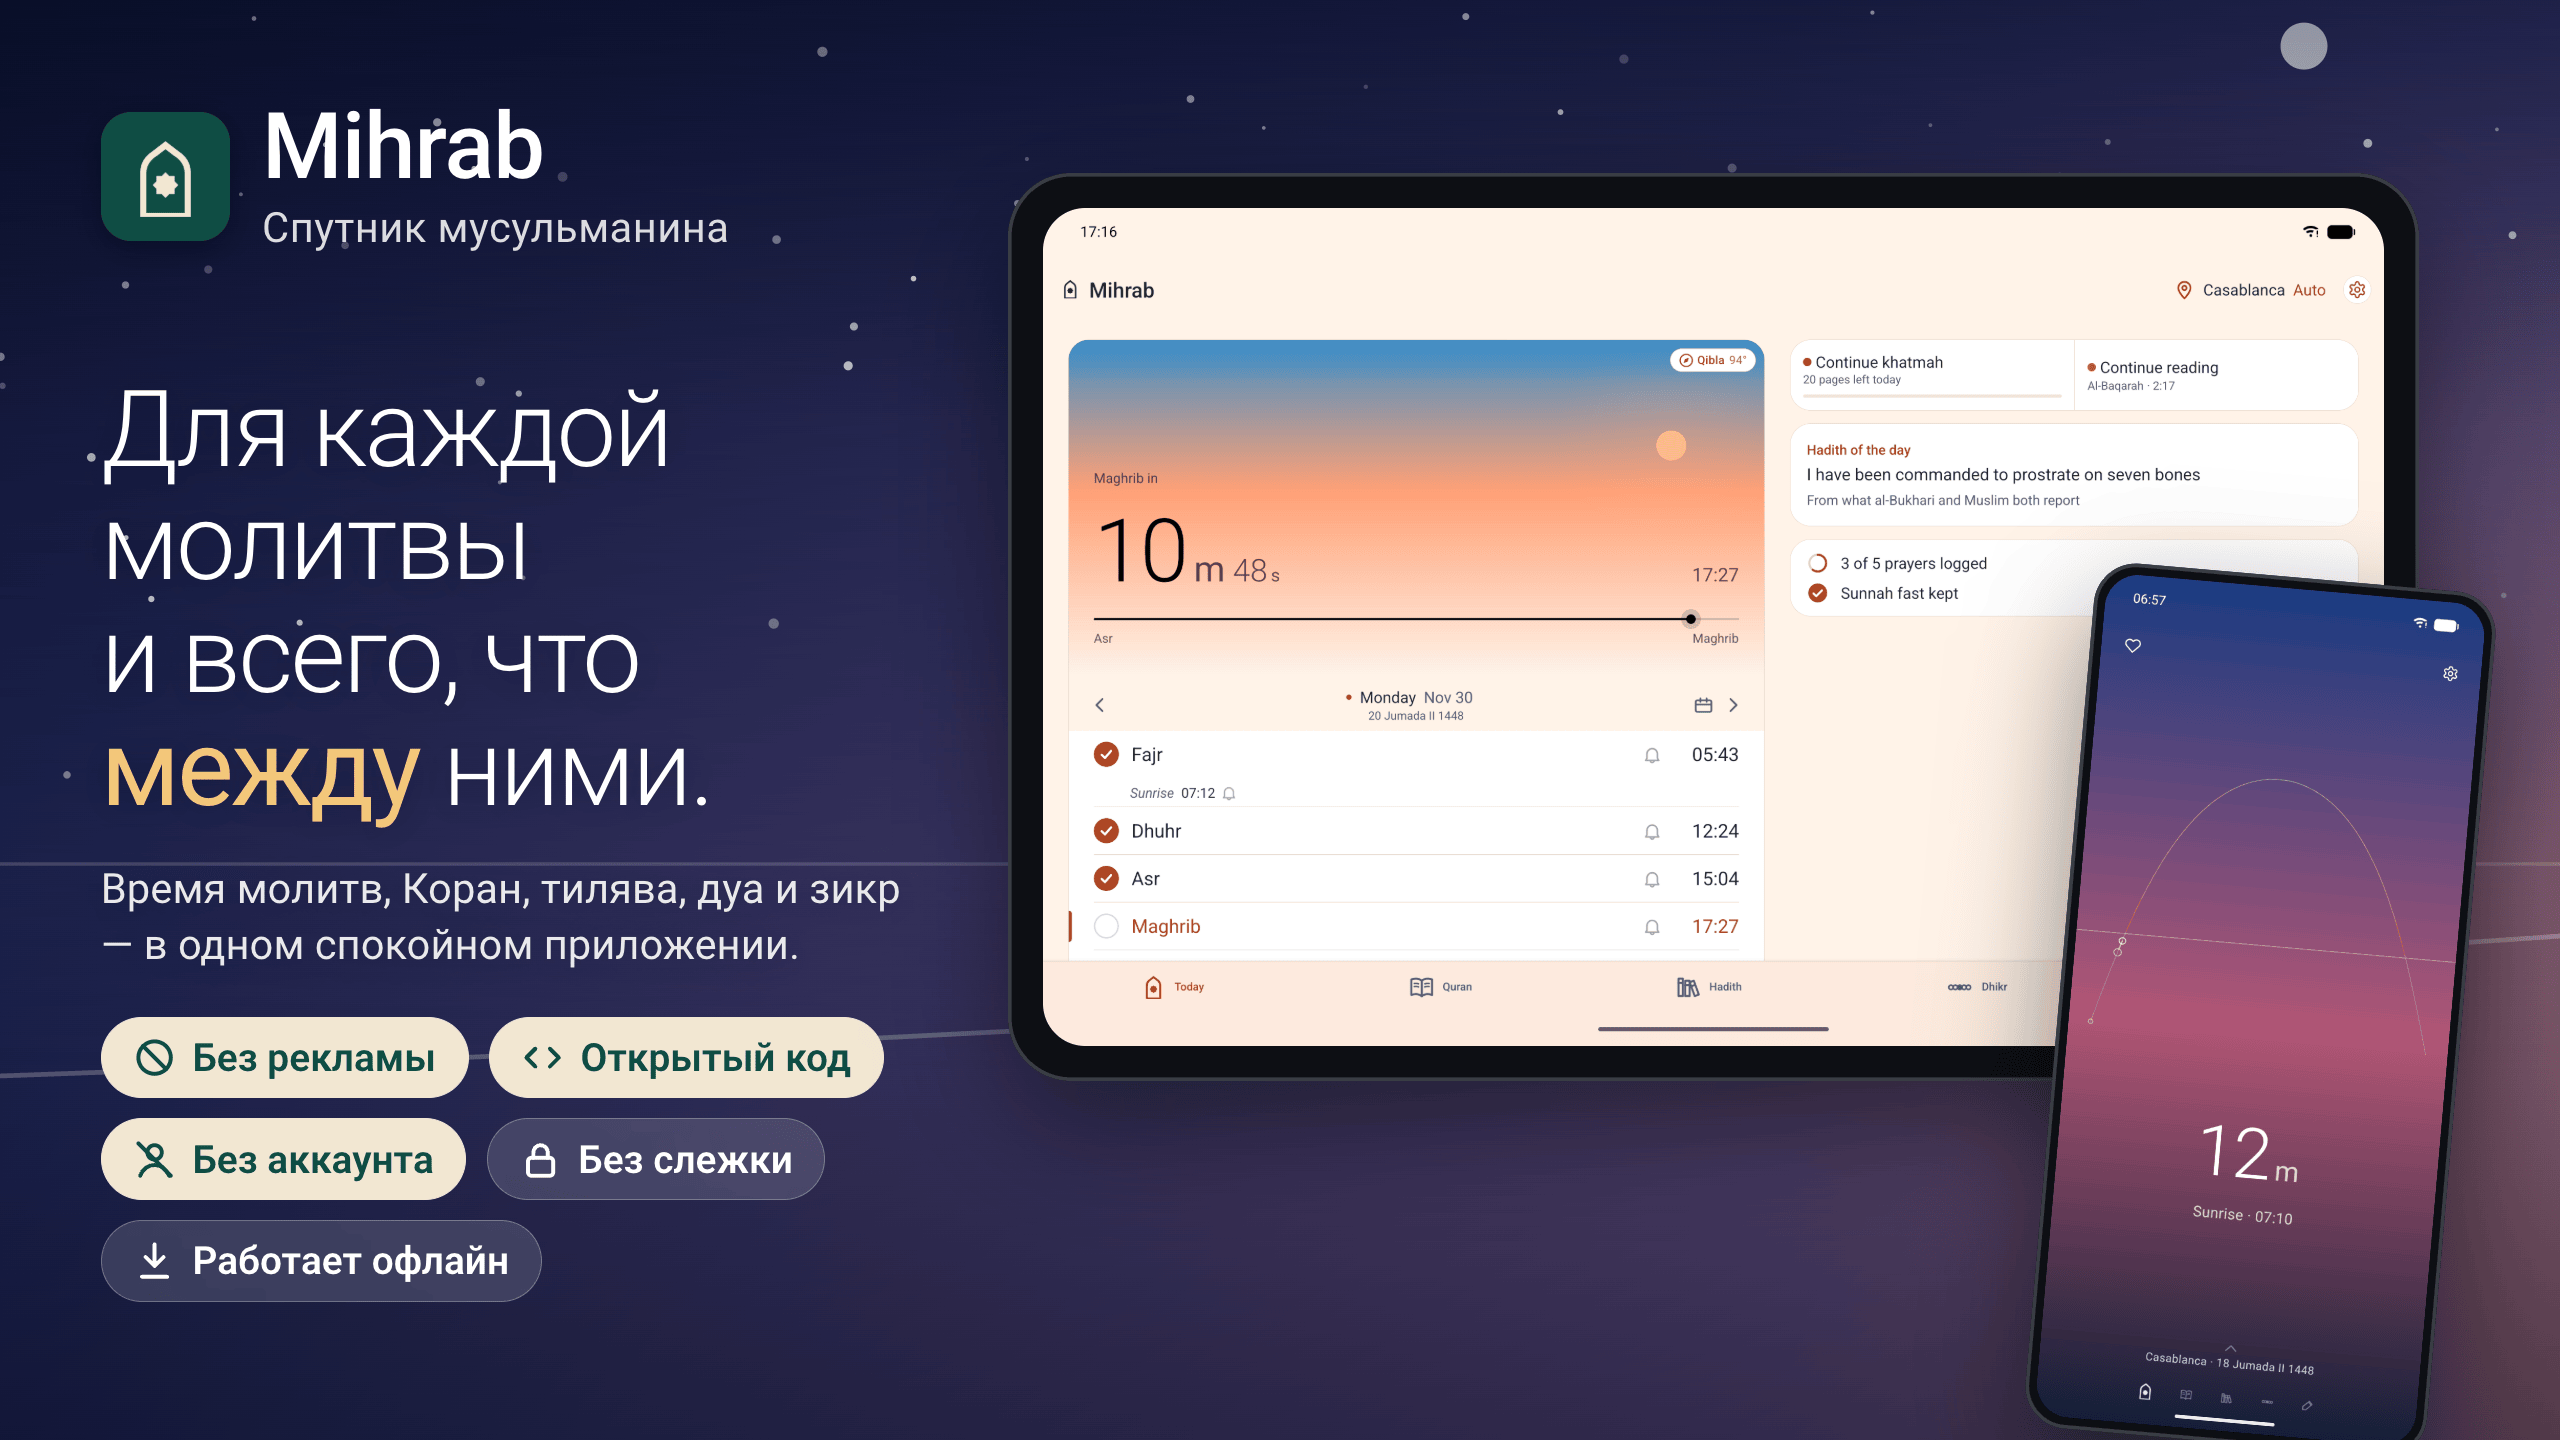 Mihrab
Спутник мусульманина
Для каждой
молитвы
и всего, что
между ними.
Время молитв, Коран, тилява, дуа и зикр
— в одном спокойном приложении.
Без рекламы
Открытый код
Без аккаунта
Без слежки
Работает офлайн
17:16
Mihrab
Casablanca Auto
Qibla 94°
Maghrib in
10 m 48 s
17:27
Asr
Maghrib
Monday Nov 30
20 Jumada II 1448
Fajr 05:43
Sunrise 07:12
Dhuhr 12:24
Asr 15:04
Maghrib 17:27
Continue khatmah
20 pages left today
Continue reading
Al-Baqarah · 2:17
Hadith of the day
I have been commanded to prostrate on seven bones
From what al-Bukhari and Muslim both report
3 of 5 prayers logged
Sunnah fast kept
Today
Quran
Hadith
Dhikr
06:57
12 m
Sunrise · 07:10
Casablanca · 18 Jumada II 1448